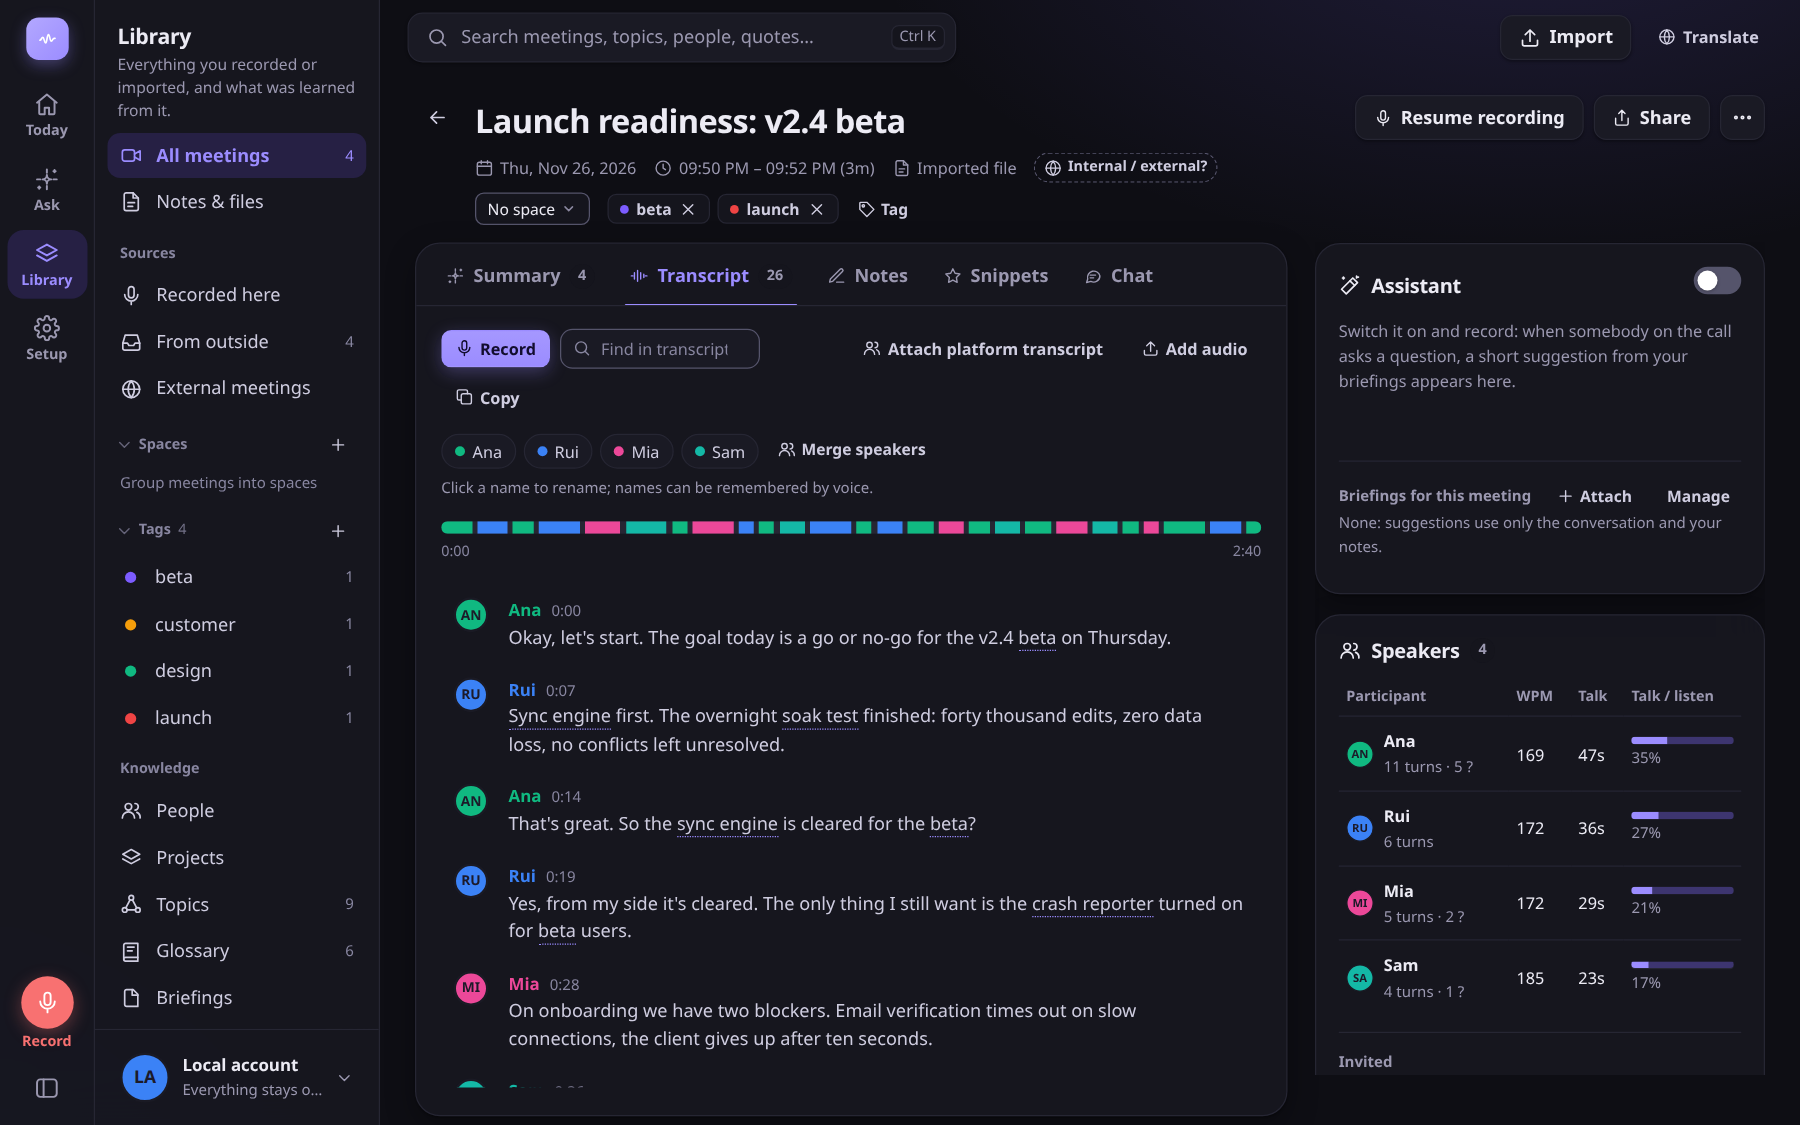 Today
Ask
Library
Setup
Record
Library
Everything you recorded or
imported, and what was learned
from it.
All meetings 4
Notes & files
Sources
Recorded here
From outside 4
External meetings
Spaces
Group meetings into spaces
Tags 4
beta 1
customer 1
design 1
launch 1
Knowledge
People
Projects
Topics 9
Glossary 6
Briefings
LA
Local account
Everything stays o...
Search meetings, topics, people, quotes... Ctrl K
Import
Translate
Launch readiness: v2.4 beta
Resume recording
Share
Thu, Nov 26, 2026 09:50 PM – 09:52 PM (3m) Imported file Internal / external?
No space beta launch Tag
Summary 4 Transcript 26 Notes Snippets Chat
Record Find in transcript Attach platform transcript Add audio
Copy
Ana Rui Mia Sam Merge speakers
Click a name to rename; names can be remembered by voice.
0:00 2:40
AN Ana 0:00
Okay, let's start. The goal today is a go or no-go for the v2.4 beta on Thursday.
RU Rui 0:07
Sync engine first. The overnight soak test finished: forty thousand edits, zero data
loss, no conflicts left unresolved.
AN Ana 0:14
That's great. So the sync engine is cleared for the beta?
RU Rui 0:19
Yes, from my side it's cleared. The only thing I still want is the crash reporter turned on
for beta users.
MI Mia 0:28
On onboarding we have two blockers. Email verification times out on slow
connections, the client gives up after ten seconds.
Assistant
Switch it on and record: when somebody on the call
asks a question, a short suggestion from your
briefings appears here.
Briefings for this meeting Attach Manage
None: suggestions use only the conversation and your
notes.
Speakers 4
Participant WPM Talk Talk / listen
AN Ana 169 47s 35%
11 turns · 5 ?
RU Rui 172 36s 27%
6 turns
MI Mia 172 29s 21%
5 turns · 2 ?
SA Sam 185 23s 17%
4 turns · 1 ?
Invited